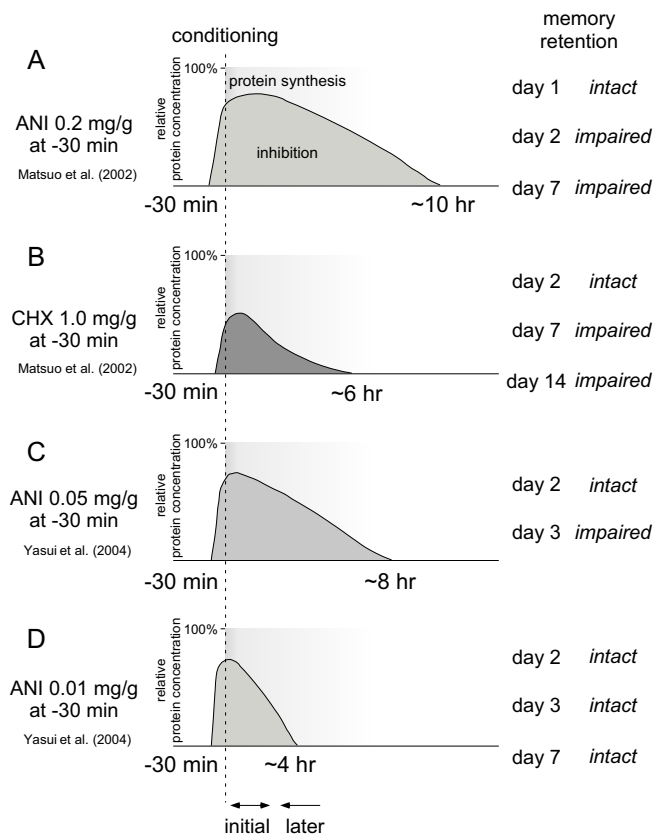 conditioning
memory
retention
A
ANI 0.2 mg/g
at -30 min
Matsuo et al. (2002)
relative
protein concentration
100%
protein synthesis
inhibition
-30 min
~10 hr
day 1 intact
day 2 impaired
day 7 impaired
B
CHX 1.0 mg/g
at -30 min
Matsuo et al. (2002)
relative
protein concentration
100%
-30 min
~6 hr
day 2 intact
day 7 impaired
day 14 impaired
C
ANI 0.05 mg/g
at -30 min
Yasui et al. (2004)
relative
protein concentration
100%
-30 min
~8 hr
day 2 intact
day 3 impaired
D
ANI 0.01 mg/g
at -30 min
Yasui et al. (2004)
relative
protein concentration
100%
-30 min
~4 hr
day 2 intact
day 3 intact
day 7 intact
initial later